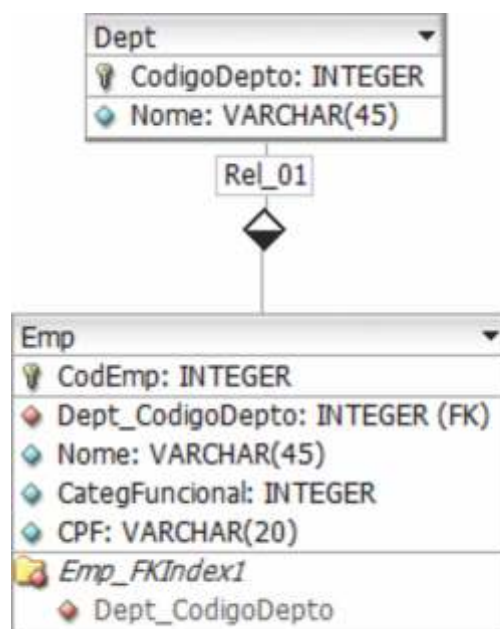 Dept
CodigoDepto: INTEGER
Nome: VARCHAR(45)
Rel_01
Emp
CodEmp: INTEGER
Dept_CodigoDepto: INTEGER (FK)
Nome: VARCHAR(45)
CategFuncional: INTEGER
CPF: VARCHAR(20)
Emp_FKIndex1
Dept_CodigoDepto